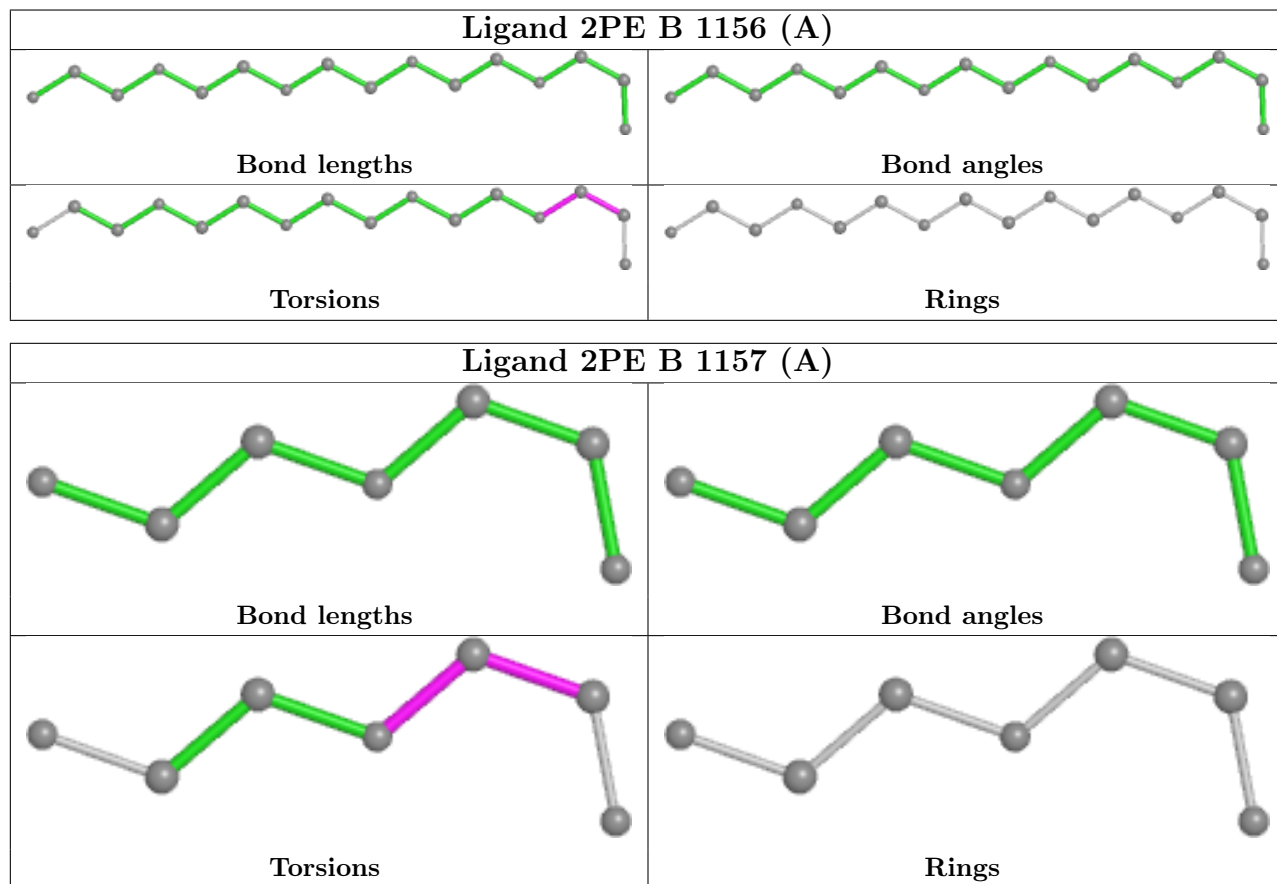 Ligand 2PE B 1156 (A)
Bond lengths
Bond angles
Torsions
Rings
Ligand 2PE B 1157 (A)
Bond lengths
Bond angles
Torsions
Rings